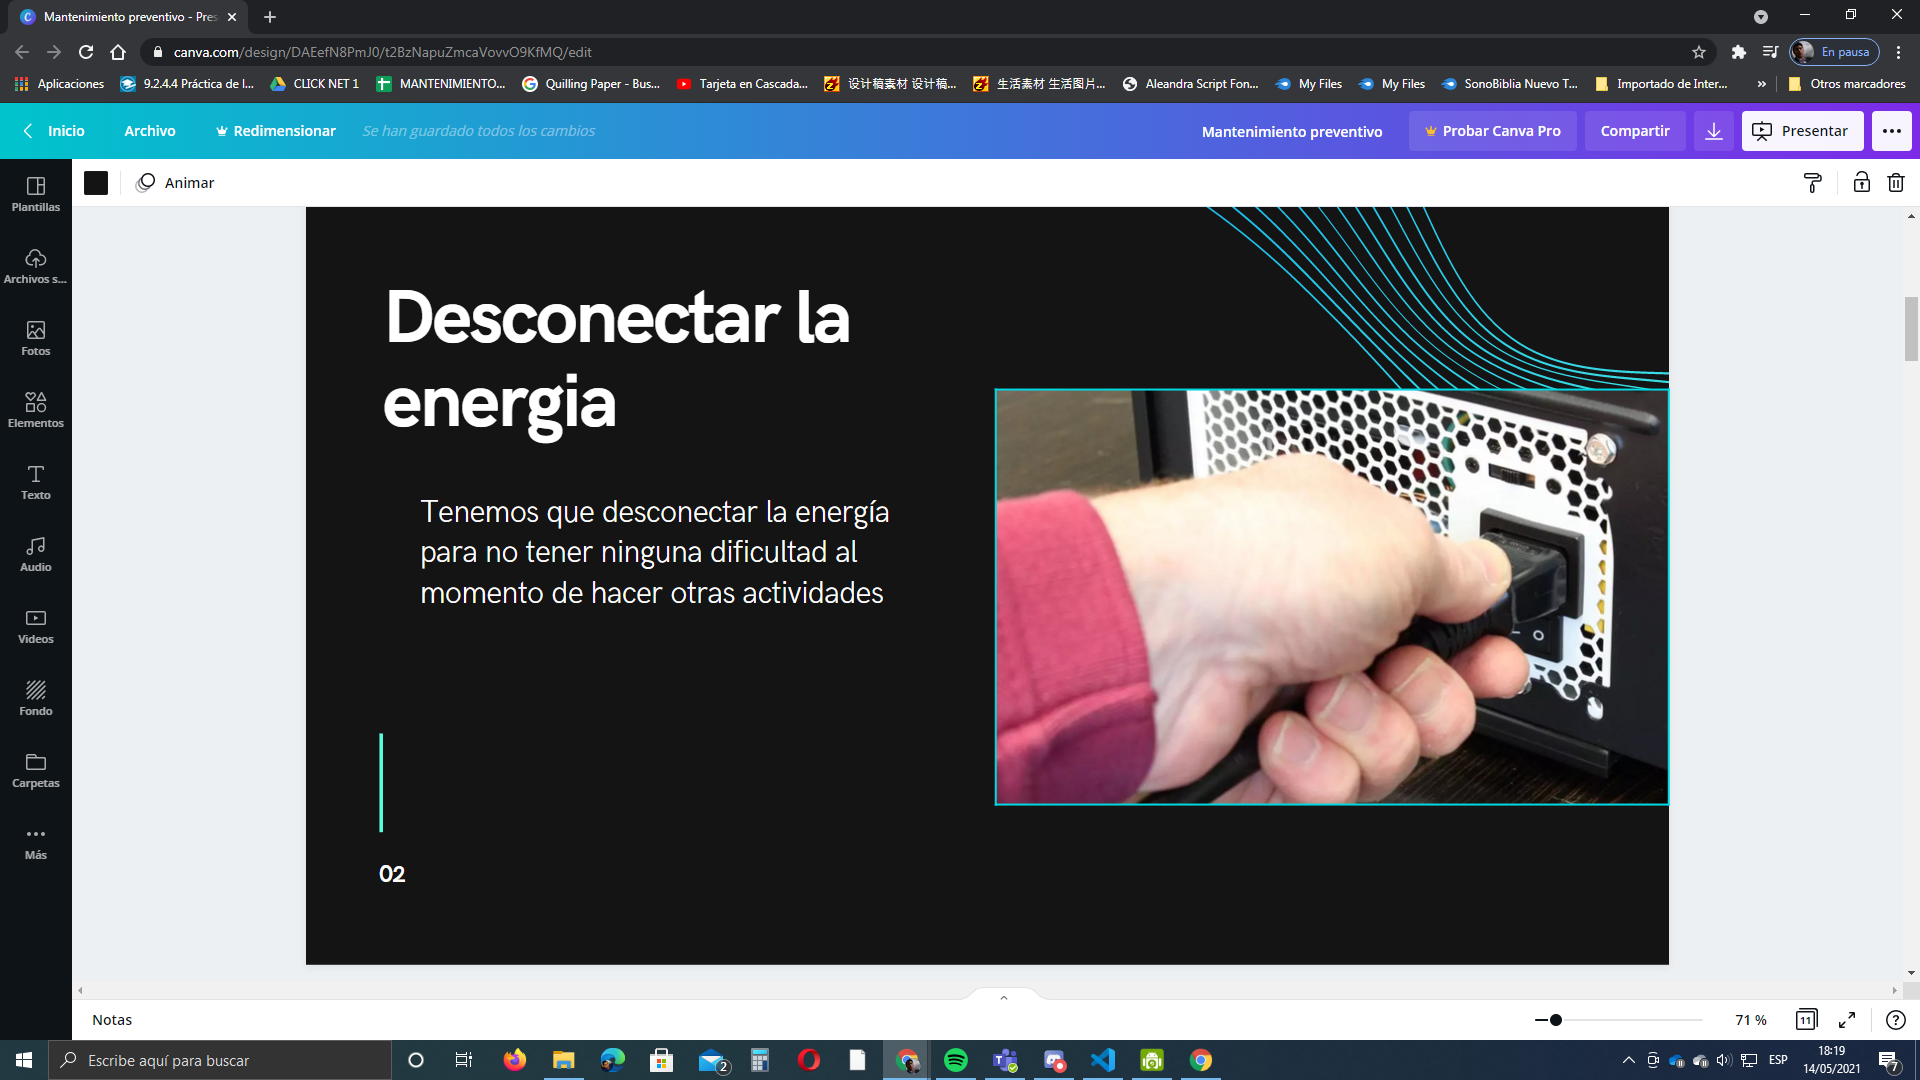 Mantenimiento preventivo - Pres
canva.com/design/DAEefN8PmJ0/t2BzNapuZmcaVovvO9KfMQ/edit
En pausa
Aplicaciones
9.2.4.4 Práctica de l...
CLICK NET 1
MANTENIMIENTO...
Quilling Paper - Bus...
Tarjeta en Cascada...
设计稿素材 设计稿...
生活素材 生活图片...
Aleandra Script Fon...
My Files
My Files
SonoBiblia Nuevo T...
Importado de Inter...
»
Otros marcadores
Inicio
Archivo
Redimensionar
Se han guardado todos los cambios
Mantenimiento preventivo
Probar Canva Pro
Compartir
Presentar
Animar
Plantillas
Archivos s...
Fotos
Elementos
Texto
Audio
Videos
Fondo
Carpetas
Más
Desconectar la
energia
Tenemos que desconectar la energía
para no tener ninguna dificultad al
momento de hacer otras actividades
02
Notas
71 %
11
Escribe aquí para buscar
2
ESP
18:19
14/05/2021
7